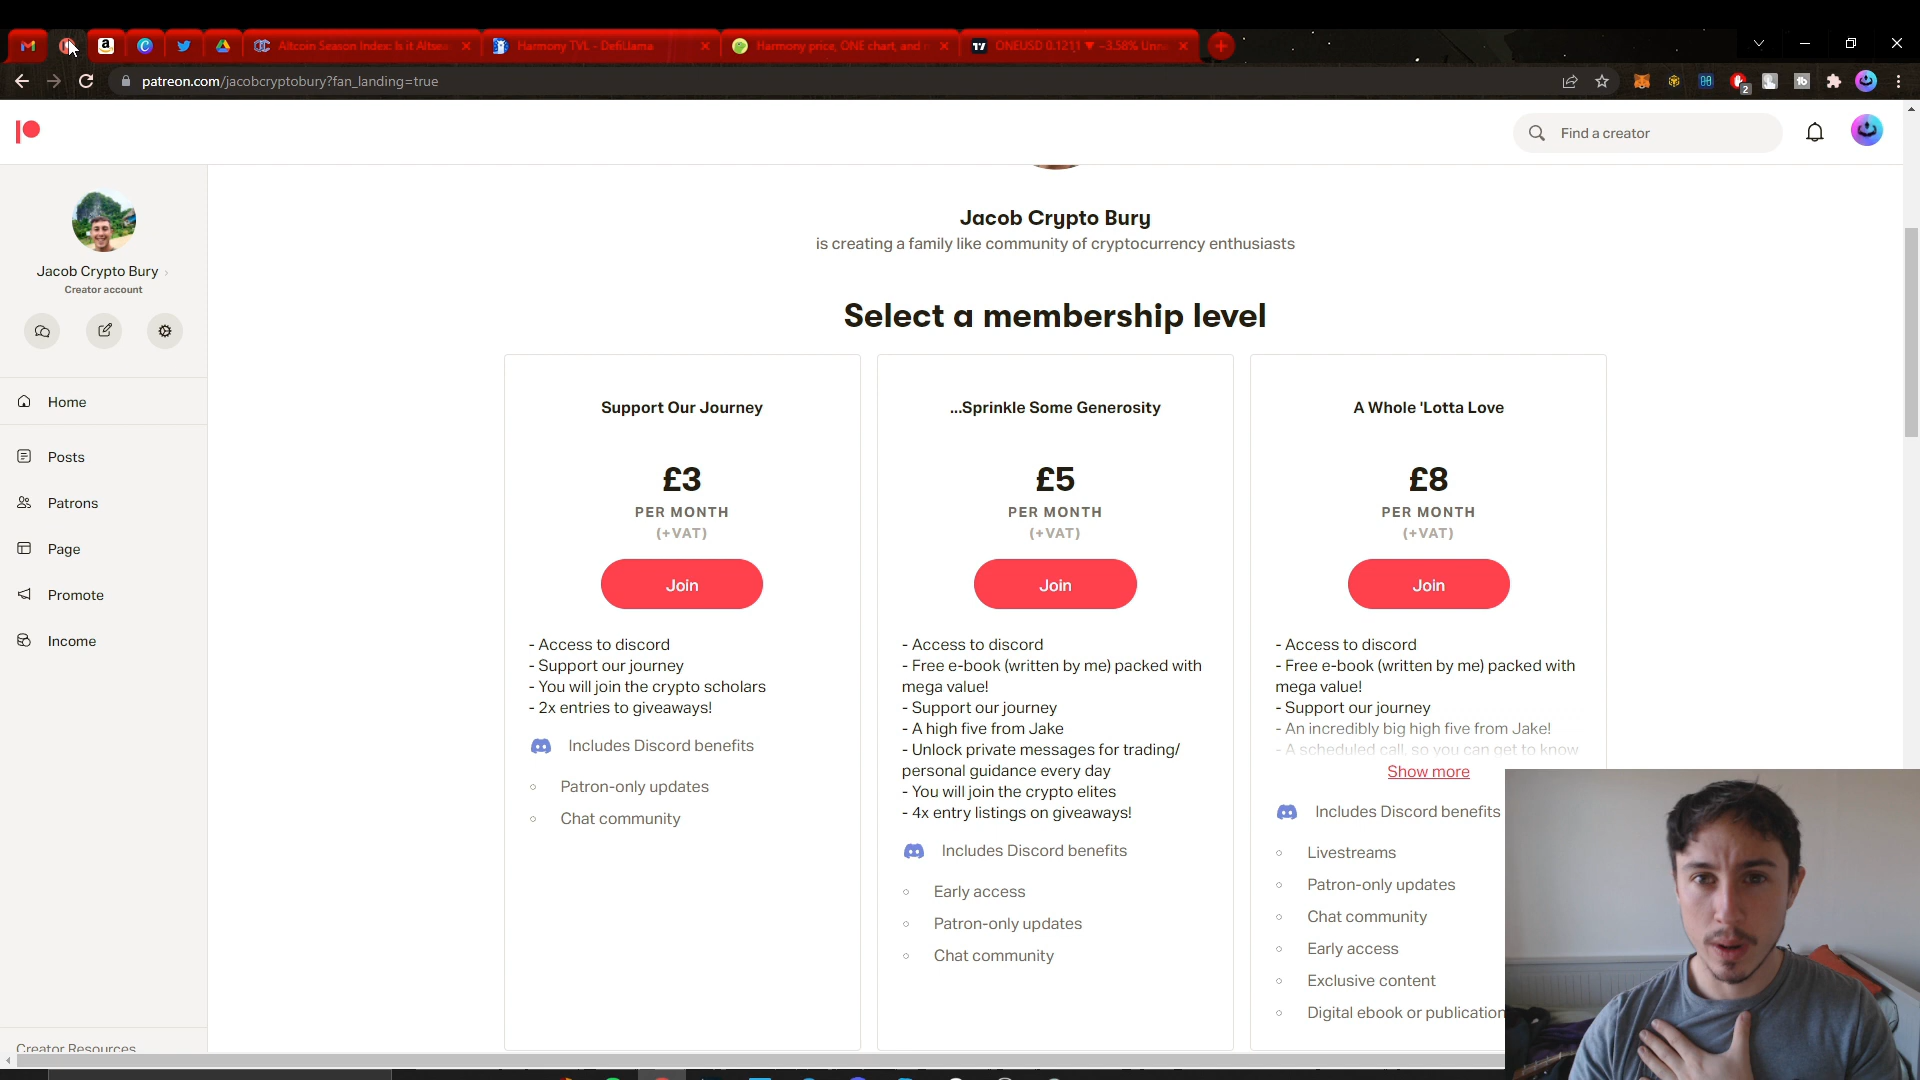 Altcoin Season Index: Is it Altsea
Harmony TVL - DefiLlama
Harmony price, ONE chart, and
ONEUSD 0.1211 ▼ −3.58% Unna
patreon.com/jacobcryptobury?fan_landing=true
2
Find a creator
Jacob Crypto Bury
Creator account
Home
Posts
Patrons
Page
Promote
Income
Creator Resources
Jacob Crypto Bury
is creating a family like community of cryptocurrency enthusiasts
Select a membership level
Support Our Journey
£3
PER MONTH
(+VAT)
Join
- Access to discord
- Support our journey
- You will join the crypto scholars
- 2x entries to giveaways!
Includes Discord benefits
Patron-only updates
Chat community
...Sprinkle Some Generosity
£5
PER MONTH
(+VAT)
Join
- Access to discord
- Free e-book (written by me) packed with
mega value!
- Support our journey
- A high five from Jake
- Unlock private messages for trading/
personal guidance every day
- You will join the crypto elites
- 4x entry listings on giveaways!
Includes Discord benefits
Early access
Patron-only updates
Chat community
A Whole 'Lotta Love
£8
PER MONTH
(+VAT)
Join
- Access to discord
- Free e-book (written by me) packed with
mega value!
- Support our journey
- An incredibly big high five from Jake!
- A scheduled call, so you can get to know
Show more
Includes Discord benefits
Livestreams
Patron-only updates
Chat community
Early access
Exclusive content
Digital ebook or publication